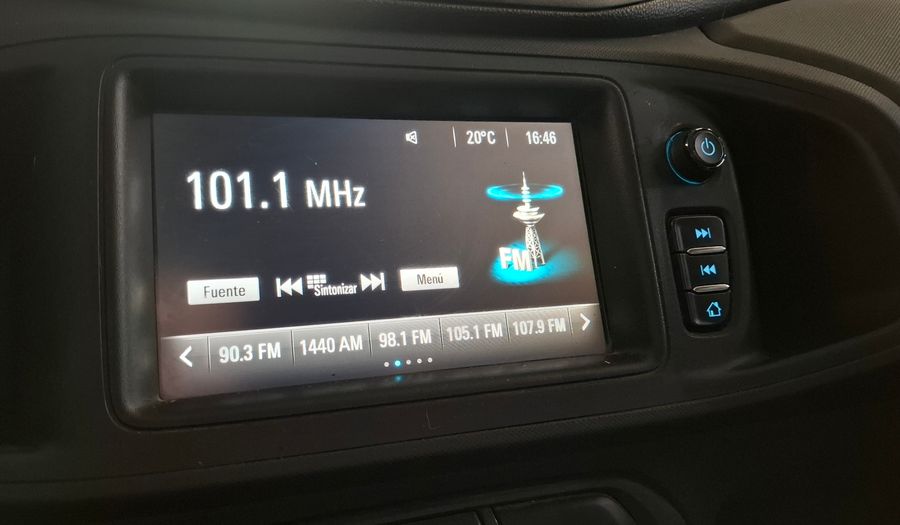 20°C 16:46
101.1 MHz
FM
Fuente Sintonizar Menú
90.3 FM 1440 AM 98.1 FM 105.1 FM 107.9 FM